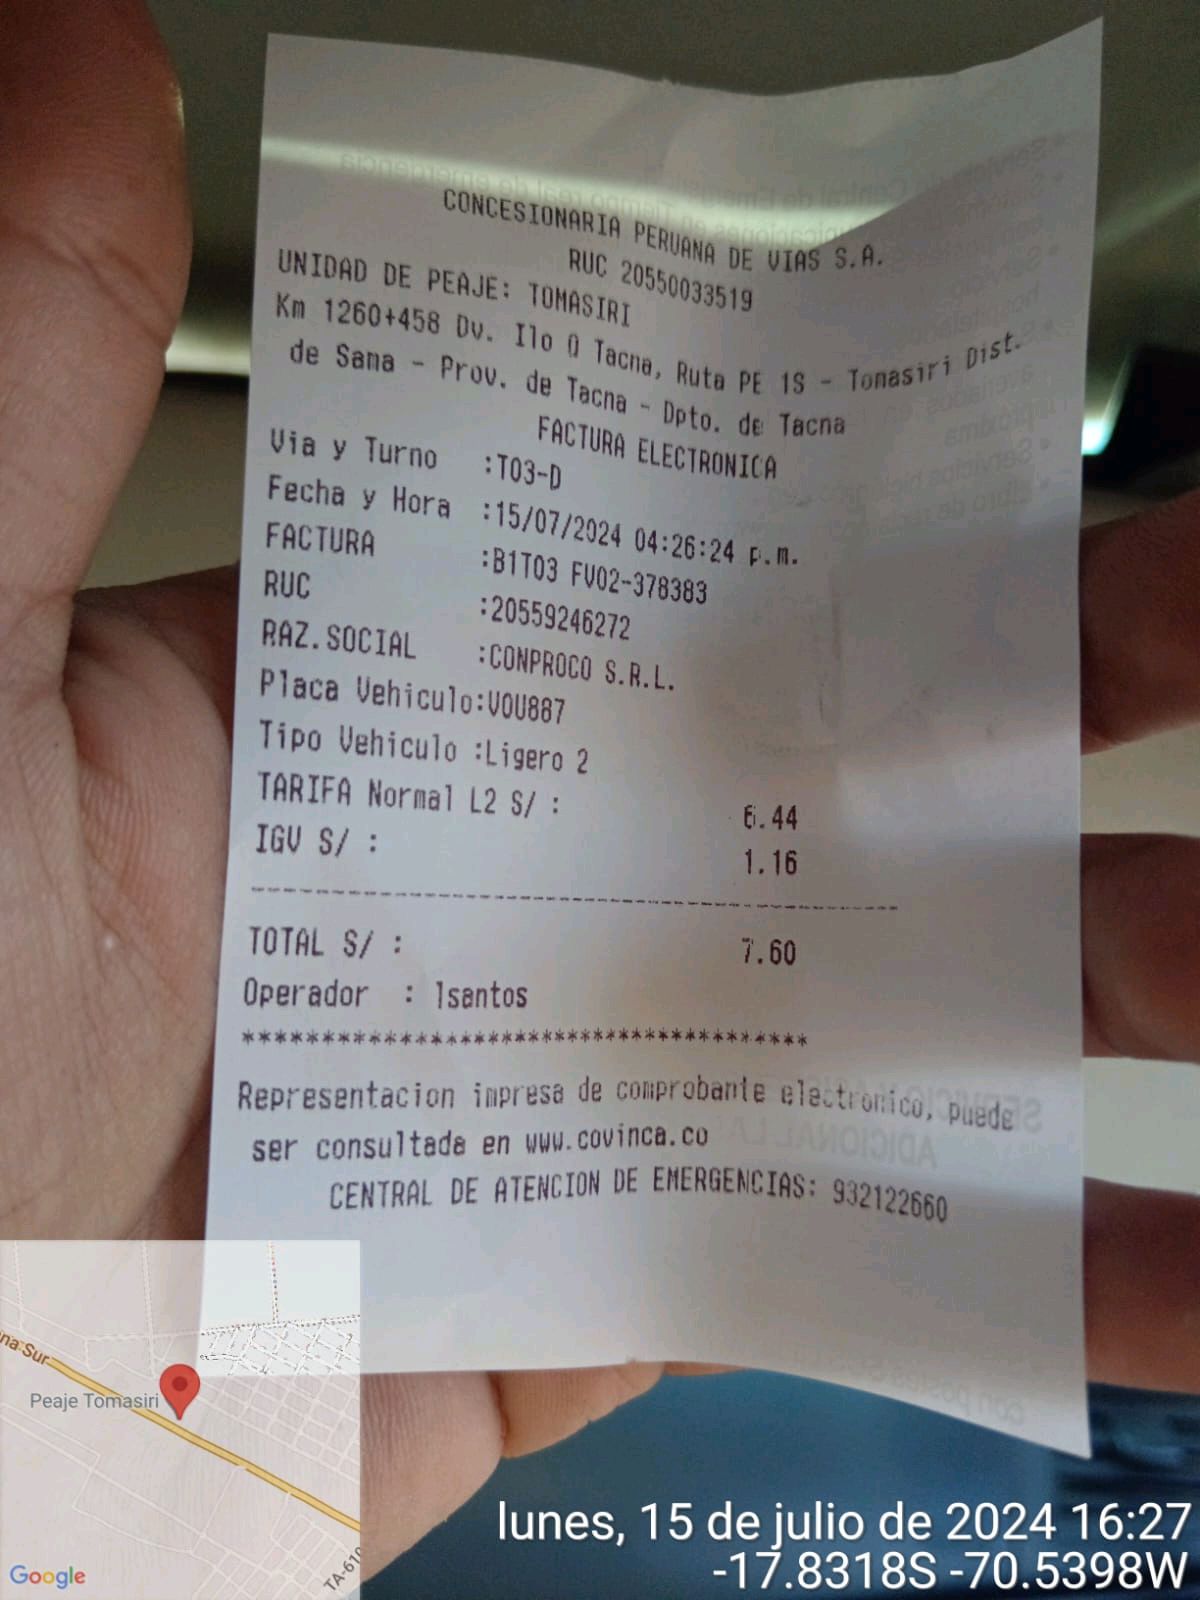 CONCESIONARIA PERUANA DE VIAS S.A.
RUC 20550033519
UNIDAD DE PEAJE: TOMASIRI
Km 1260+458 Dv. Ilo Q Tacna, Ruta PE 1S - Tomasiri Dist.
de Sama - Prov. de Tacna - Dpto. de Tacna
FACTURA ELECTRONICA
Via y Turno :T03-D
Fecha y Hora :15/07/2024 04:26:24 p.m.
FACTURA :B1T03 FV02-378383
RUC :20559246272
RAZ.SOCIAL :CONPROCO S.R.L.
Placa Vehiculo:VOU887
Tipo Vehiculo :Ligero 2
TARIFA Normal L2 S/ : 6.44
IGV S/ : 1.16
TOTAL S/ : 7.60
Operador : lsantos
****************************************
Representacion impresa de comprobante electronico, puede
ser consultada en www.covinca.co
CENTRAL DE ATENCION DE EMERGENCIAS: 932122660
na Sur
Peaje Tomasiri
TA-610
Google
lunes, 15 de julio de 2024 16:27
-17.8318S -70.5398W